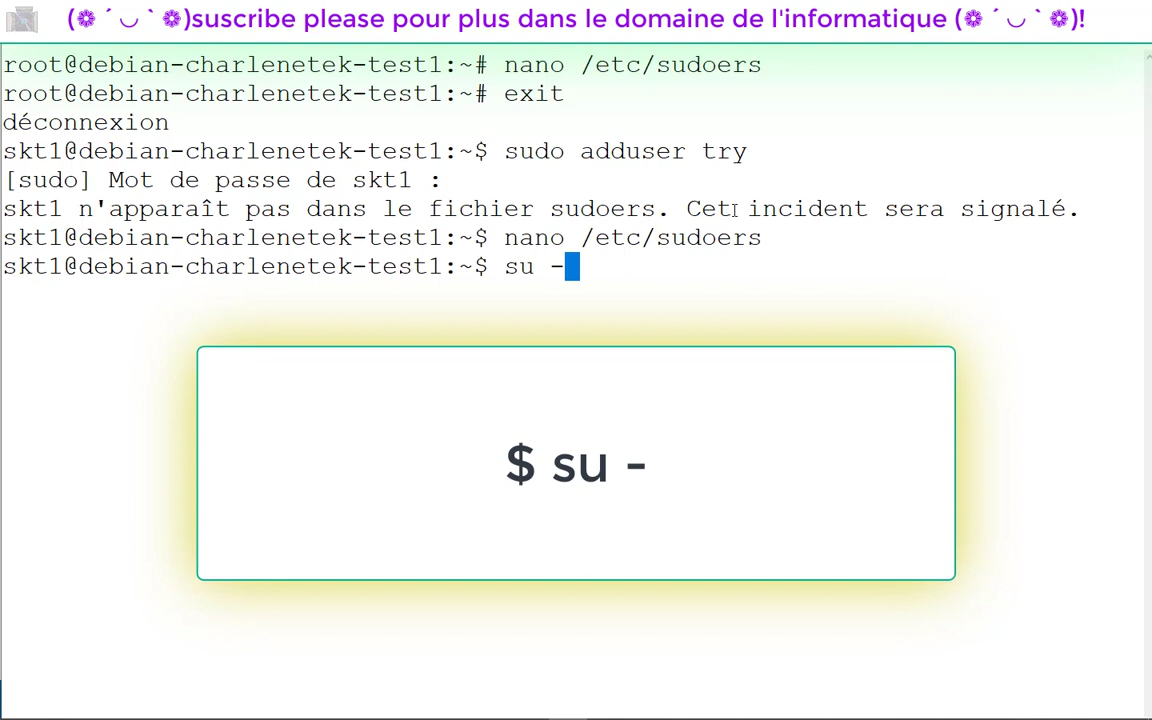 (❁´◡`❁)suscribe please pour plus dans le domaine de l'informatique (❁´◡`❁)!
root@debian-charlenetek-test1:~# nano /etc/sudoers
root@debian-charlenetek-test1:~# exit
déconnexion
skt1@debian-charlenetek-test1:~$ sudo adduser try
[sudo] Mot de passe de skt1 :
skt1 n'apparaît pas dans le fichier sudoers. Cet incident sera signalé.
skt1@debian-charlenetek-test1:~$ nano /etc/sudoers
skt1@debian-charlenetek-test1:~$ su -
$ su -